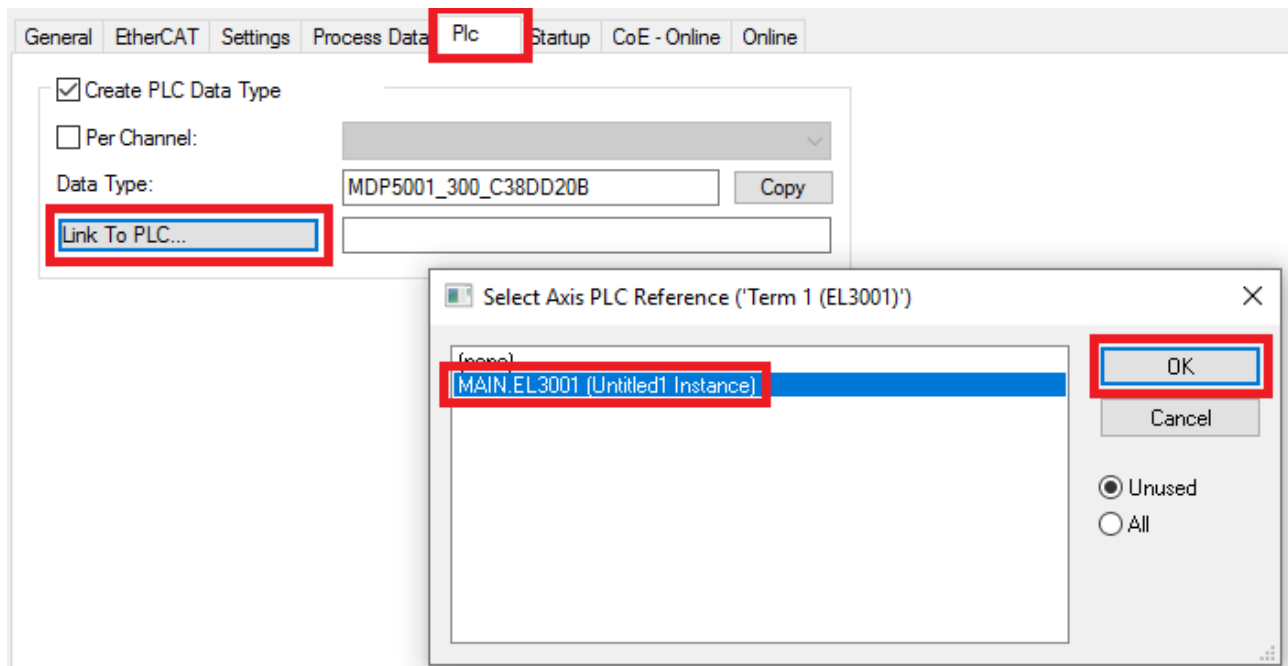 General EtherCAT Settings Process Data Plc Startup CoE - Online Online
Create PLC Data Type
Per Channel:
Data Type: MDP5001_300_C38DD20B Copy
Link To PLC...
Select Axis PLC Reference ('Term 1 (EL3001)')
(none)
MAIN.EL3001 (Untitled1 Instance)
OK
Cancel
Unused
All